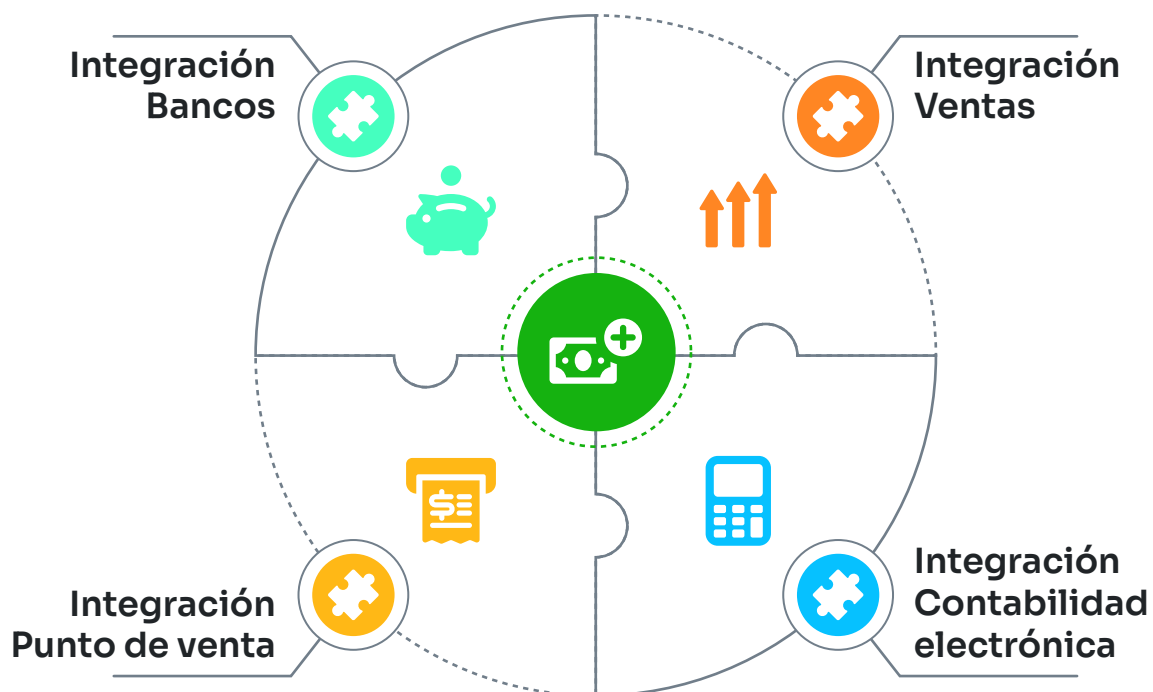 Integración
Bancos
Integración
Ventas
Integración
Punto de venta
Integración
Contabilidad
electrónica